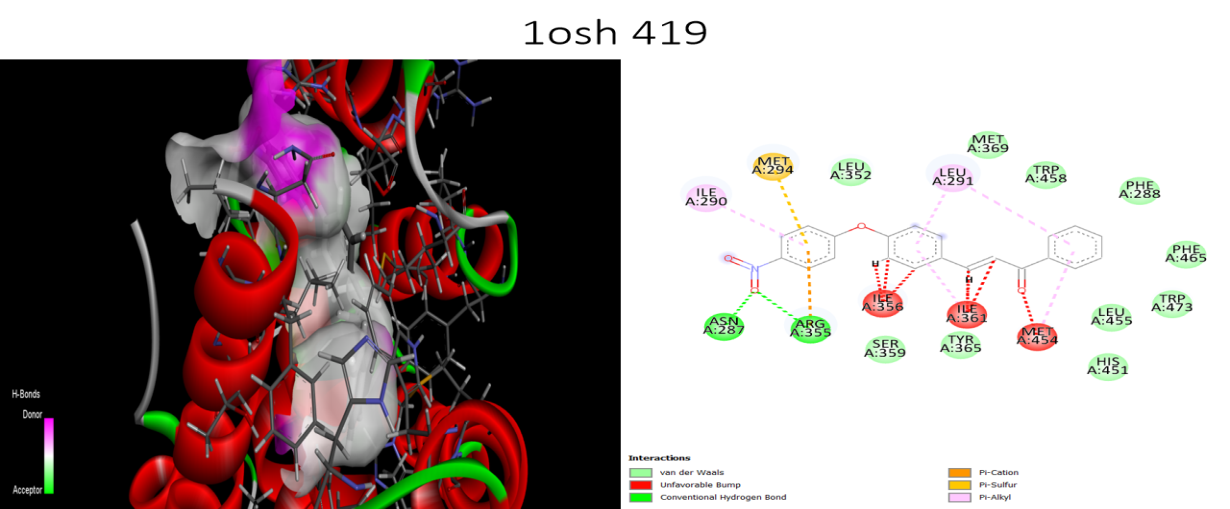 1osh 419
H-Bonds
Donor
Acceptor
MET
A:294
LEU
A:352
MET
A:369
LEU
A:291
TRP
A:458
PHE
A:288
ILE
A:290
PHE
A:465
O
O
N
O
H
H
O
ILE
A:356
ILE
A:361
MET
A:454
ASN
A:287
ARG
A:355
SER
A:359
TYR
A:365
LEU
A:455
TRP
A:473
HIS
A:451
Interactions
van der Waals
Unfavorable Bump
Conventional Hydrogen Bond
Pi-Cation
Pi-Sulfur
Pi-Alkyl